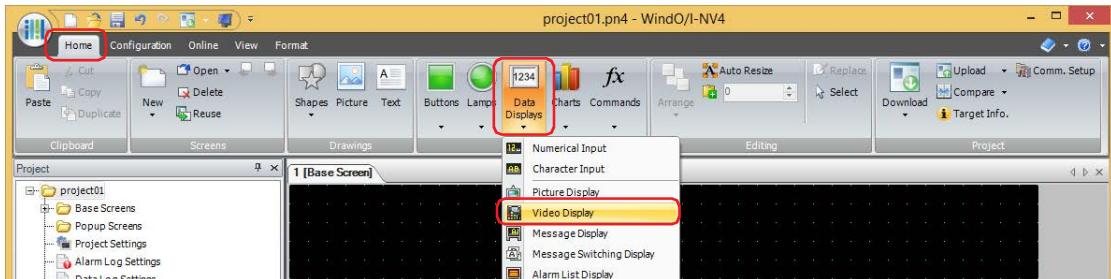 project01.pn4 - WindO/I-NV4
Home Configuration Online View Format
Cut Open Auto Resize Replace Upload Comm. Setup
Copy Delete 1234 fx 0 Select Compare
Paste Duplicate New Reuse Shapes Picture Text Buttons Lamps Data Displays Charts Commands Arrange Download Target Info.
Clipboard Screens Drawings Editing Project
Project
1 [Base Screen]
project01
Base Screens
Popup Screens
Project Settings
Alarm Log Settings
Data Log Settings
Numerical Input
Character Input
Picture Display
Video Display
Message Display
Message Switching Display
Alarm List Display